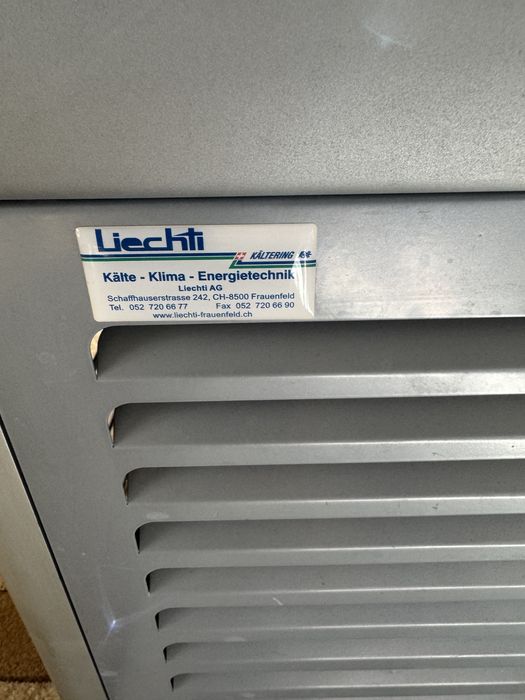 Liechti
KÄLTERING
Kälte - Klima - Energietechnik
Liechti AG
Schaffhauserstrasse 242, CH-8500 Frauenfeld
Tel. 052 720 66 77 Fax 052 720 66 90
www.liechti-frauenfeld.ch